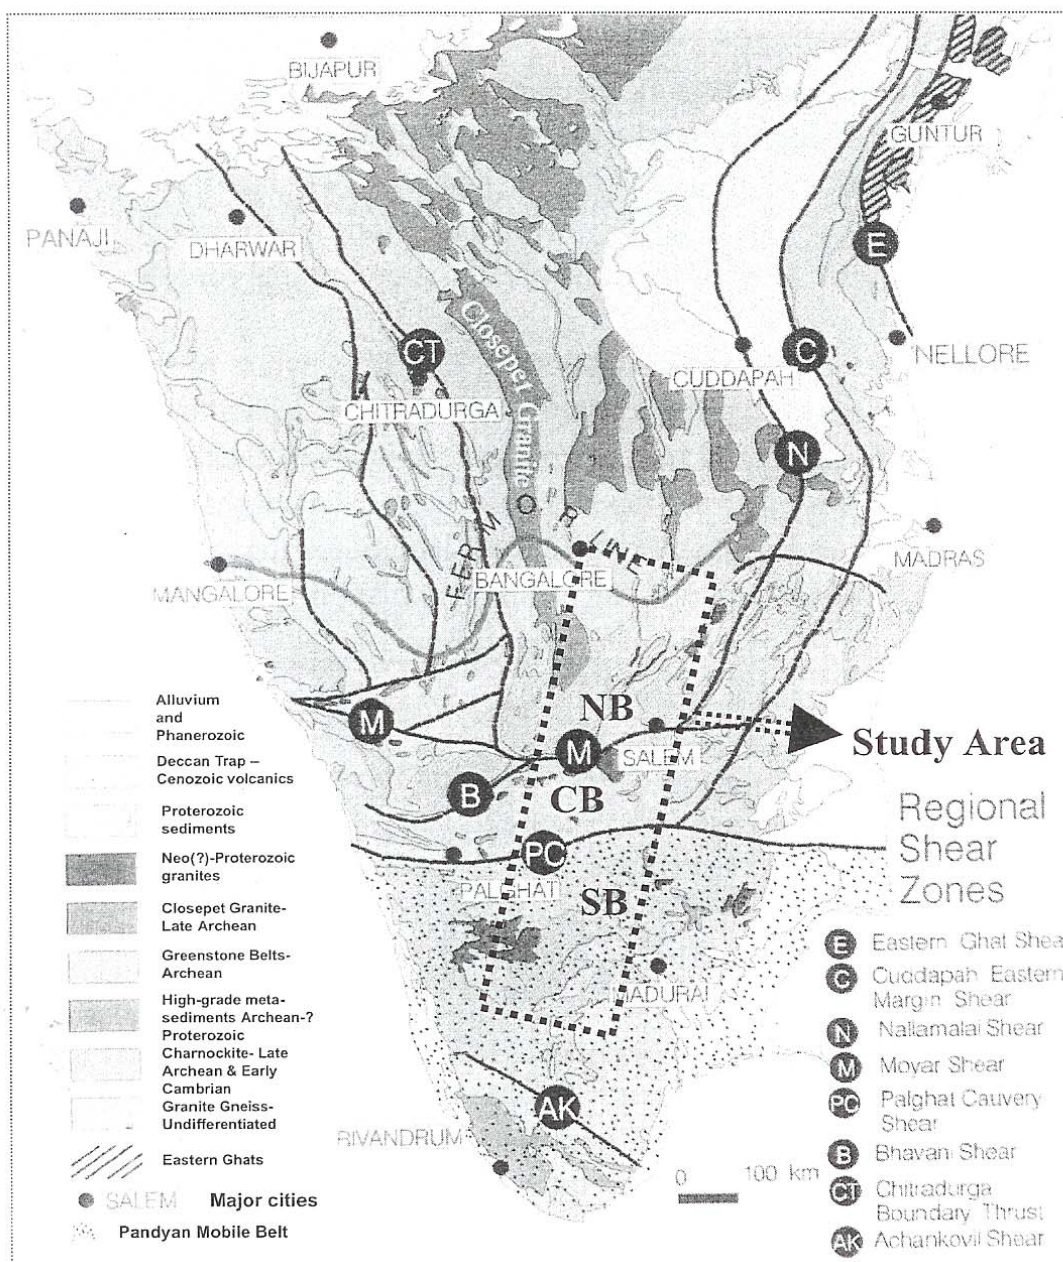 BIJAPUR
GUNTUR
PANAJI
DHARWAR
E
Closepet Granite
CT
C
NELLORE
CUDDAPAH
CHITRADURGA
N
FERMOR LINE
MADRAS
BANGALORE
MANGALORE
NB
M
M
SALEM
Study Area
B
CB
PC
PALGHAT
SB
MADURAI
AK
RIVANDRUM
0 100 km
Alluvium
and
Phanerozoic
Deccan Trap –
Cenozoic volcanics
Proterozoic
sediments
Neo(?)-Proterozoic
granites
Closepet Granite-
Late Archean
Greenstone Belts-
Archean
High-grade meta-
sediments Archean-?
Proterozoic
Charnockite- Late
Archean & Early
Cambrian
Granite Gneiss-
Undifferentiated
Eastern Ghats
SALEM Major cities
Pandyan Mobile Belt
Regional
Shear
Zones
E Eastern Ghat Shea
C Cuddapah Eastern
Margin Shear
N Nallamalai Shear
M Moyar Shear
PC Palghat Cauvery
Shear
B Bhavani Shear
CT Chitradurga
Boundary Thrust
AK Achankovil Shear